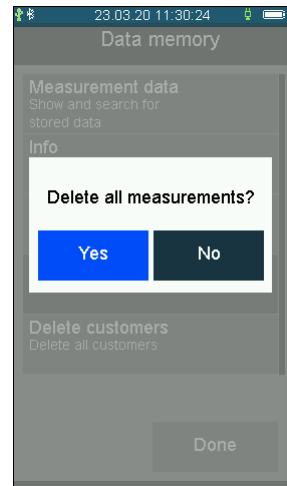 23.03.20 11:30:24
Data memory
Measurement data
Show and search for
stored data
Info
Delete all measurements?
Yes
No
Delete customers
Delete all customers
Done